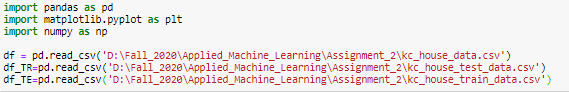 import pandas as pd
import matplotlib.pyplot as plt
import numpy as np
df = pd.read_csv('D:\Fall_2020\Applied_Machine_Learning\Assignment_2\kc_house_data.csv')
df_TR=pd.read_csv('D:\Fall_2020\Applied_Machine_Learning\Assignment_2\kc_house_test_data.csv')
df_TE=pd.read_csv('D:\Fall_2020\Applied_Machine_Learning\Assignment_2\kc_house_train_data.csv')